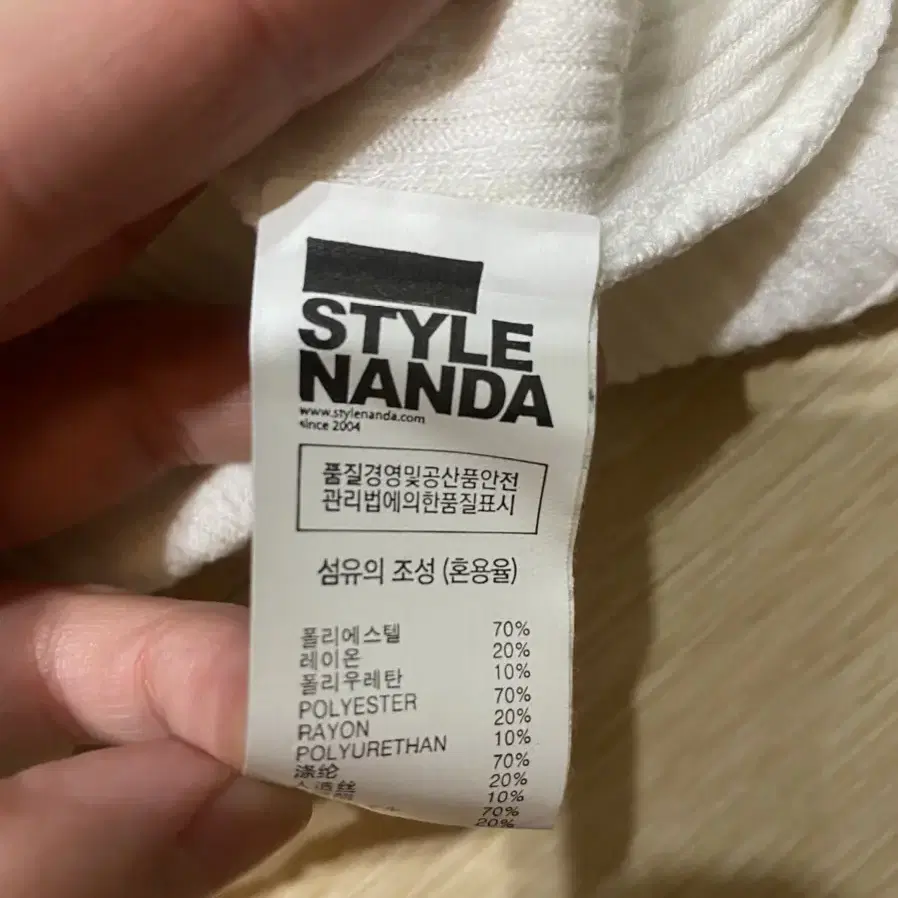 STYLE
NANDA
www.stylenanda.com
since 2004
품질경영및공산품안전
관리법에의한품질표시
섬유의 조성 (혼용율)
폴리에스텔 70%
레이온 20%
폴리우레탄 10%
POLYESTER 70%
RAYON 20%
POLYURETHAN 10%
涤纶 70%
20%
10%
70%
20%